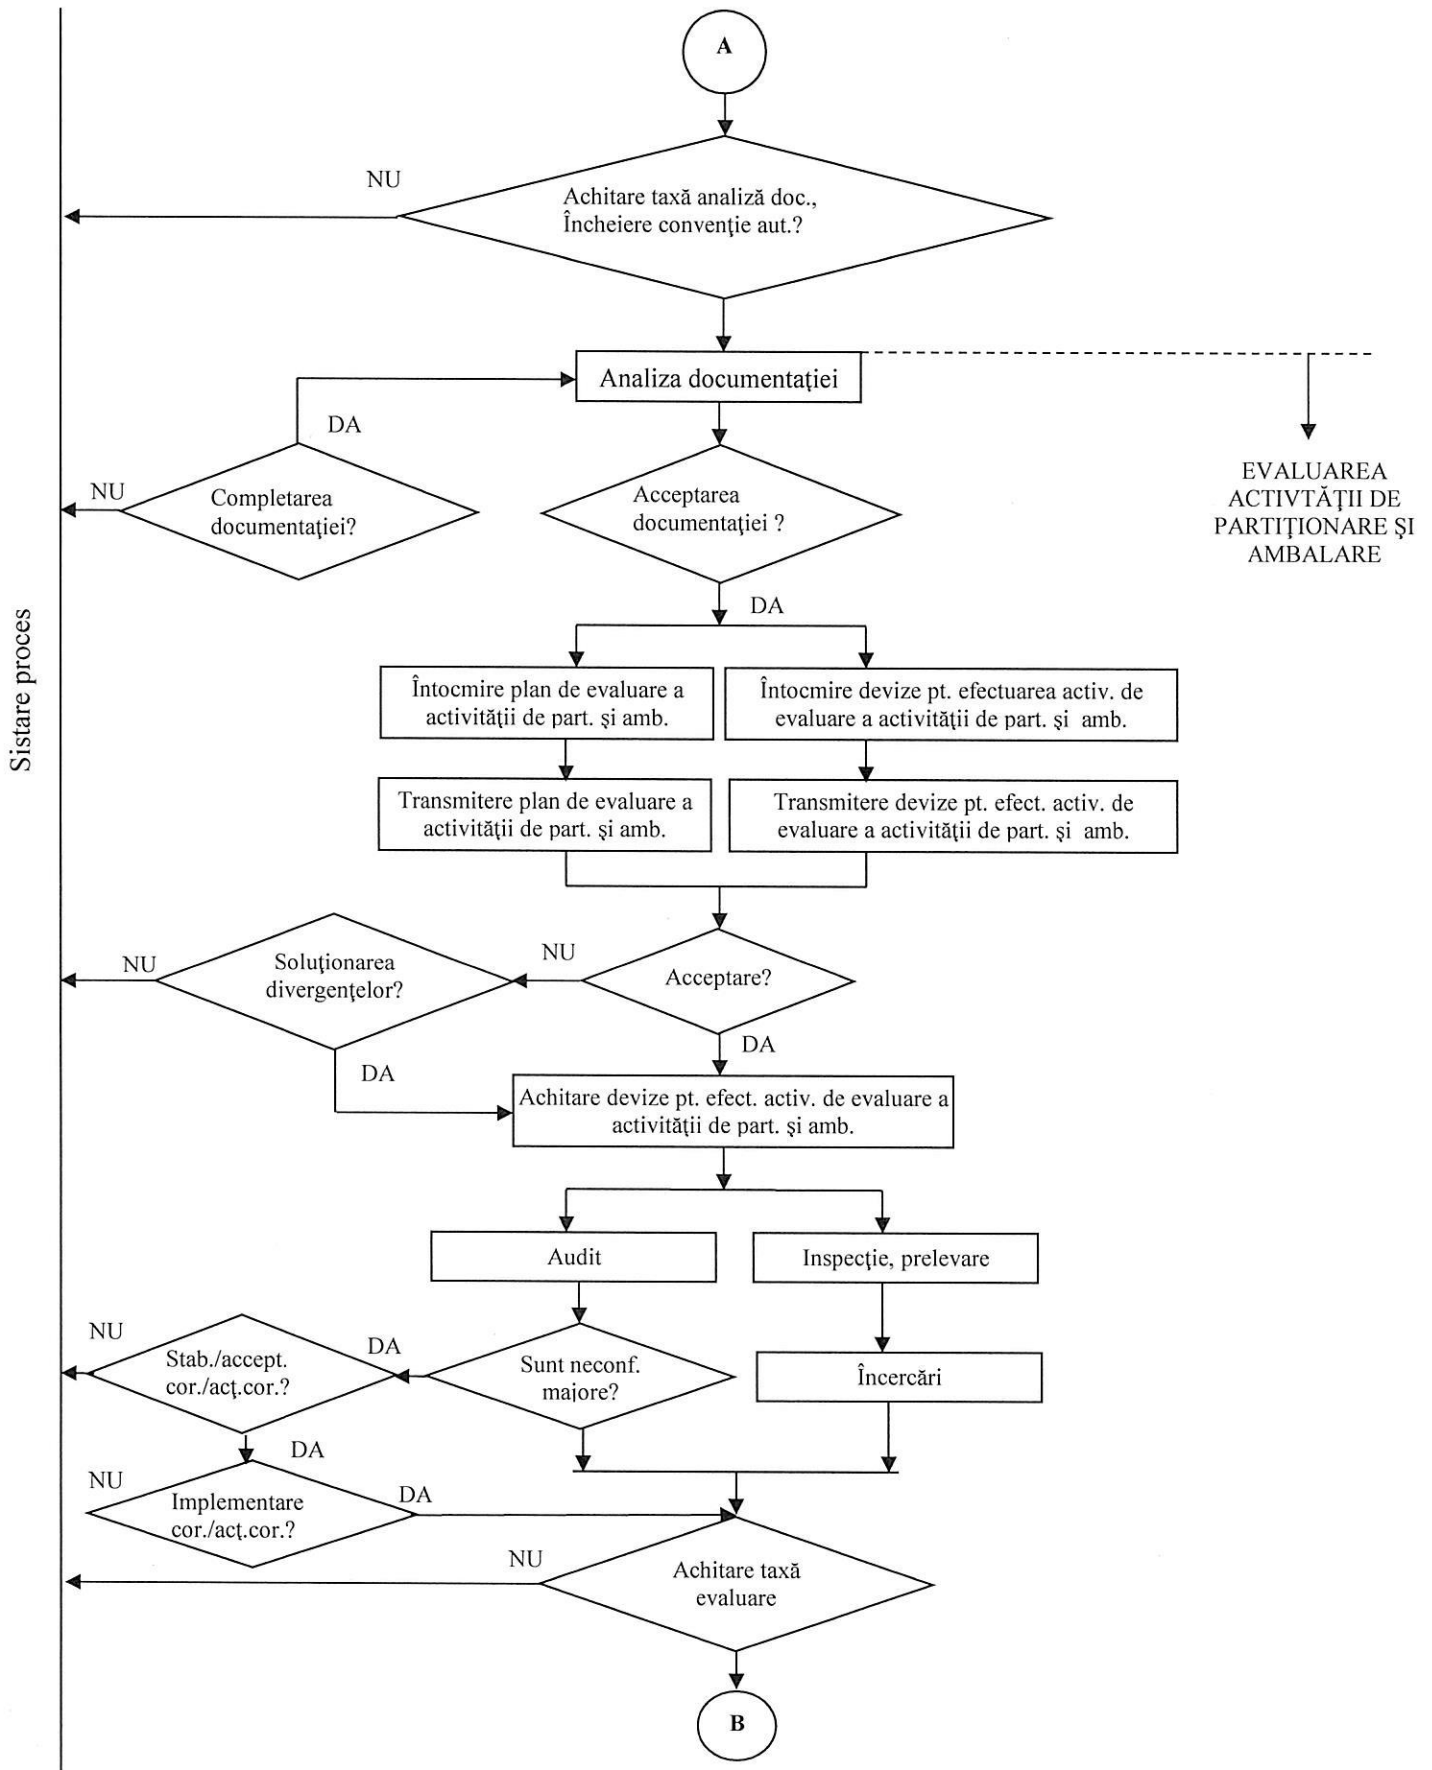 A
NU
Achitare taxă analiză doc.,
Încheiere convenţie aut.?
Analiza documentaţiei
DA
NU
Completarea
documentaţiei?
Acceptarea
documentaţiei ?
EVALUAREA
ACTIVTĂŢII DE
PARTIŢIONARE ŞI
AMBALARE
DA
Sistare proces
Întocmire plan de evaluare a
activităţii de part. şi amb.
Întocmire devize pt. efectuarea activ. de
evaluare a activităţii de part. şi amb.
Transmitere plan de evaluare a
activităţii de part. şi amb.
Transmitere devize pt. efect. activ. de
evaluare a activităţii de part. şi amb.
NU
Soluţionarea
divergenţelor?
NU
Acceptare?
DA
DA
Achitare devize pt. efect. activ. de evaluare a
activităţii de part. şi amb.
Audit
Inspecţie, prelevare
NU
Stab./accept.
cor./acţ.cor.?
DA
Sunt neconf.
majore?
Încercări
DA
NU
Implementare
cor./acţ.cor.?
DA
NU
Achitare taxă
evaluare
B